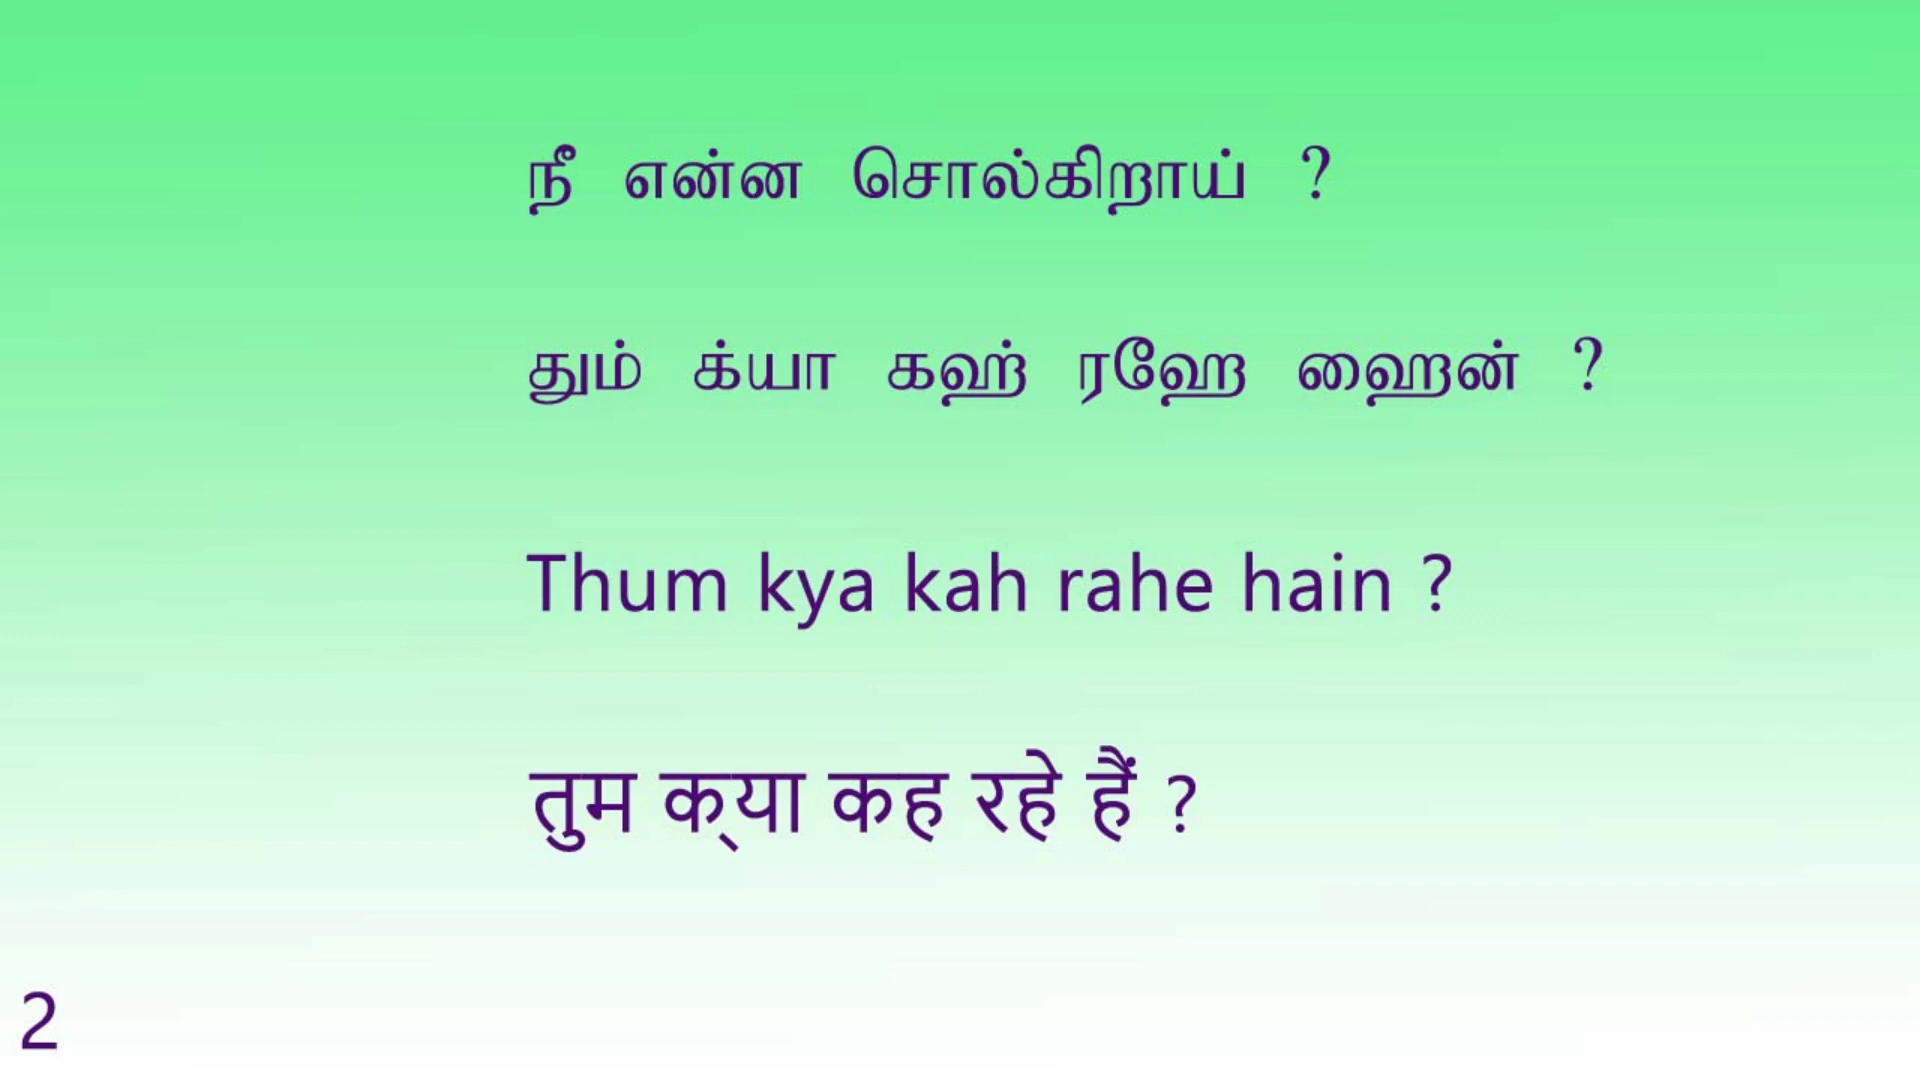 நீ என்ன சொல்கிறாய் ?
தும் க்யா கஹ் ரஹே ஹைன் ?
Thum kya kah rahe hain ?
तुम क्‌या कह रहे हैं ?
2